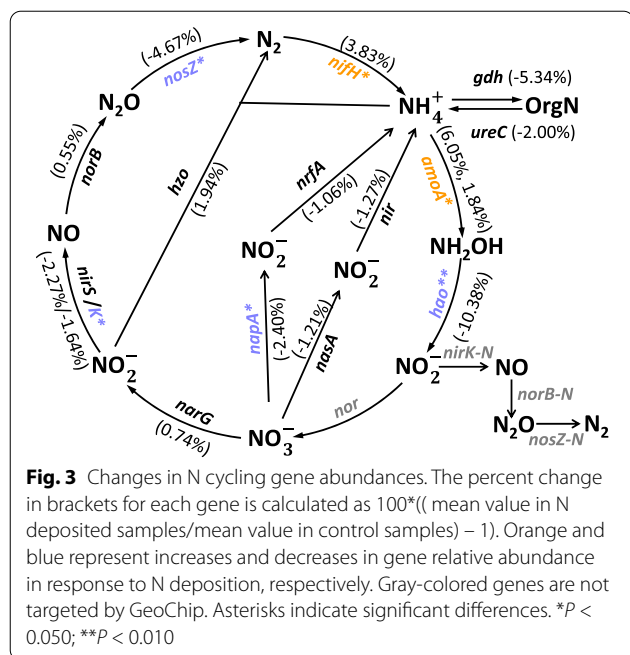 (-4.67%)
N₂
(3.83%)
nosZ*
nifH*
N₂O
NH₄⁺
gdh (-5.34%)
OrgN
ureC (-2.00%)
(0.55%)
norB
hzo
(1.94%)
nrfA
(-1.06%)
(-1.27%)
nir
(6.05%, 1.84%)
amoA*
NO
NO₂⁻
NO₂⁻
NH₂OH
nirS /K*
(-2.27%/-1.64%)
napA*
(-2.40%)
(-1.21%)
nasA
hao**
(-10.38%)
NO₂⁻
NO₂⁻
nirK-N
NO
narG
(0.74%)
nor
norB-N
NO₃⁻
N₂O
nosZ-N
N₂
Fig. 3 Changes in N cycling gene abundances. The percent change
in brackets for each gene is calculated as 100*(( mean value in N
deposited samples/mean value in control samples) – 1). Orange and
blue represent increases and decreases in gene relative abundance
in response to N deposition, respectively. Gray-colored genes are not
targeted by GeoChip. Asterisks indicate significant differences. *P <
0.050; **P < 0.010